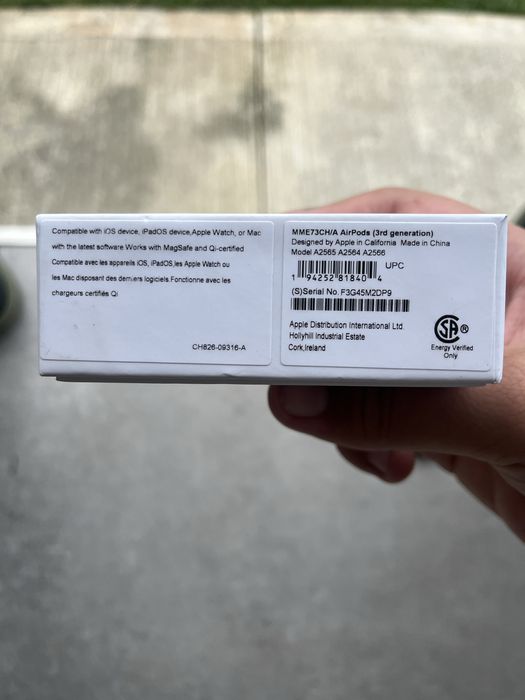 Compatible with iOS device, iPadOS device,Apple Watch, or Mac
with the latest software Works with MagSafe and Qi-certified
Compatible avec les appareils iOS, iPadOS,les Apple Watch ou
les Mac disposant des derniers logiciels.Fonctionne avec les
chargeurs certifiés Qi
CH826-09316-A
MME73CH/A AirPods (3rd generation)
Designed by Apple in California Made in China
Model A2565 A2564 A2566
UPC
1 94252 81840 4
(S)Serial No. F3G45M2DP9
Apple Distribution International Ltd.
Hollyhill Industrial Estate
Cork,Ireland
SA ®
Energy Verified
Only